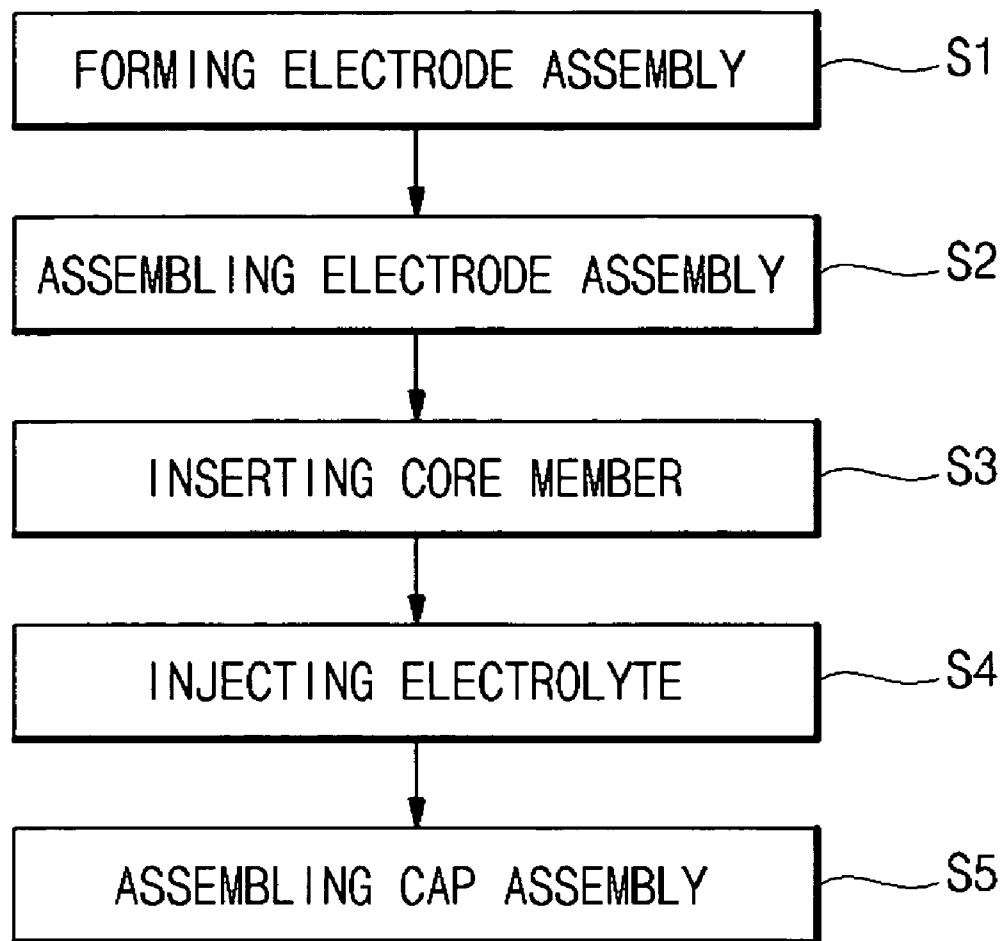 FORMING ELECTRODE ASSEMBLY S1
ASSEMBLING ELECTRODE ASSEMBLY S2
INSERTING CORE MEMBER S3
INJECTING ELECTROLYTE S4
ASSEMBLING CAP ASSEMBLY S5